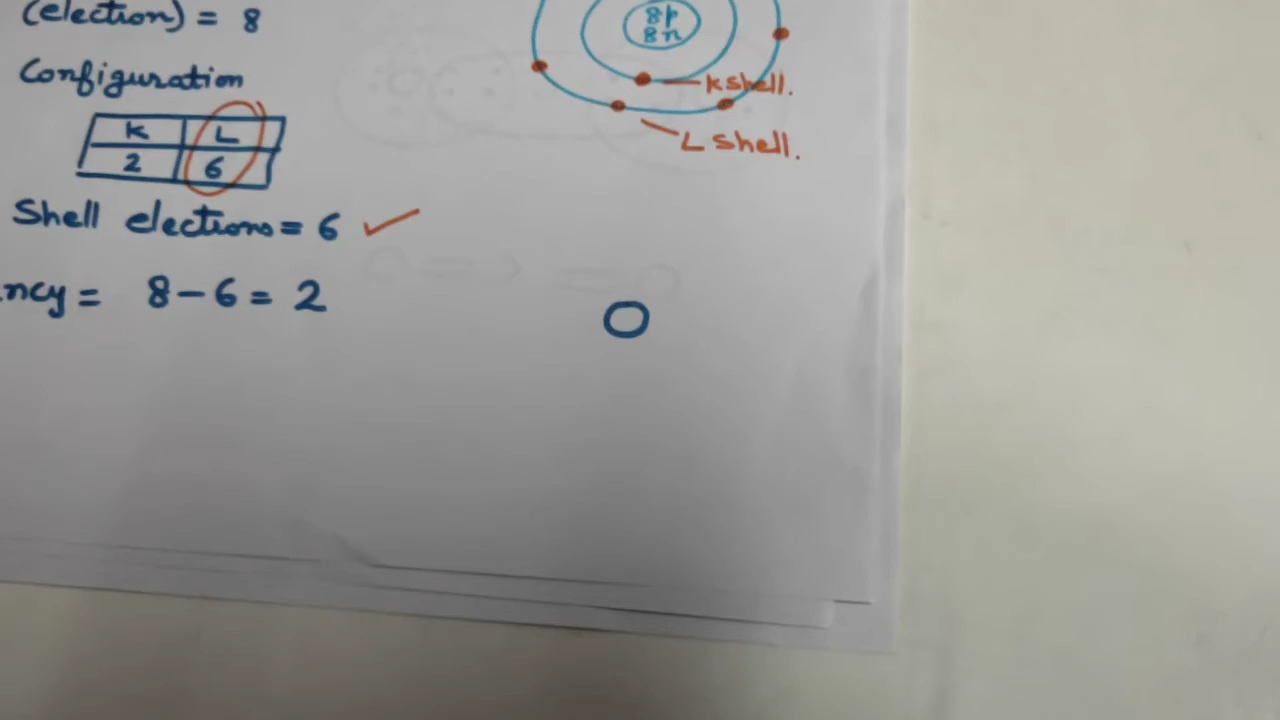 (election) = 8
8p
8n
Configuration
K shell.
K L
2 6
L shell.
Shell elections = 6 ✓
ncy = 8 - 6 = 2
O